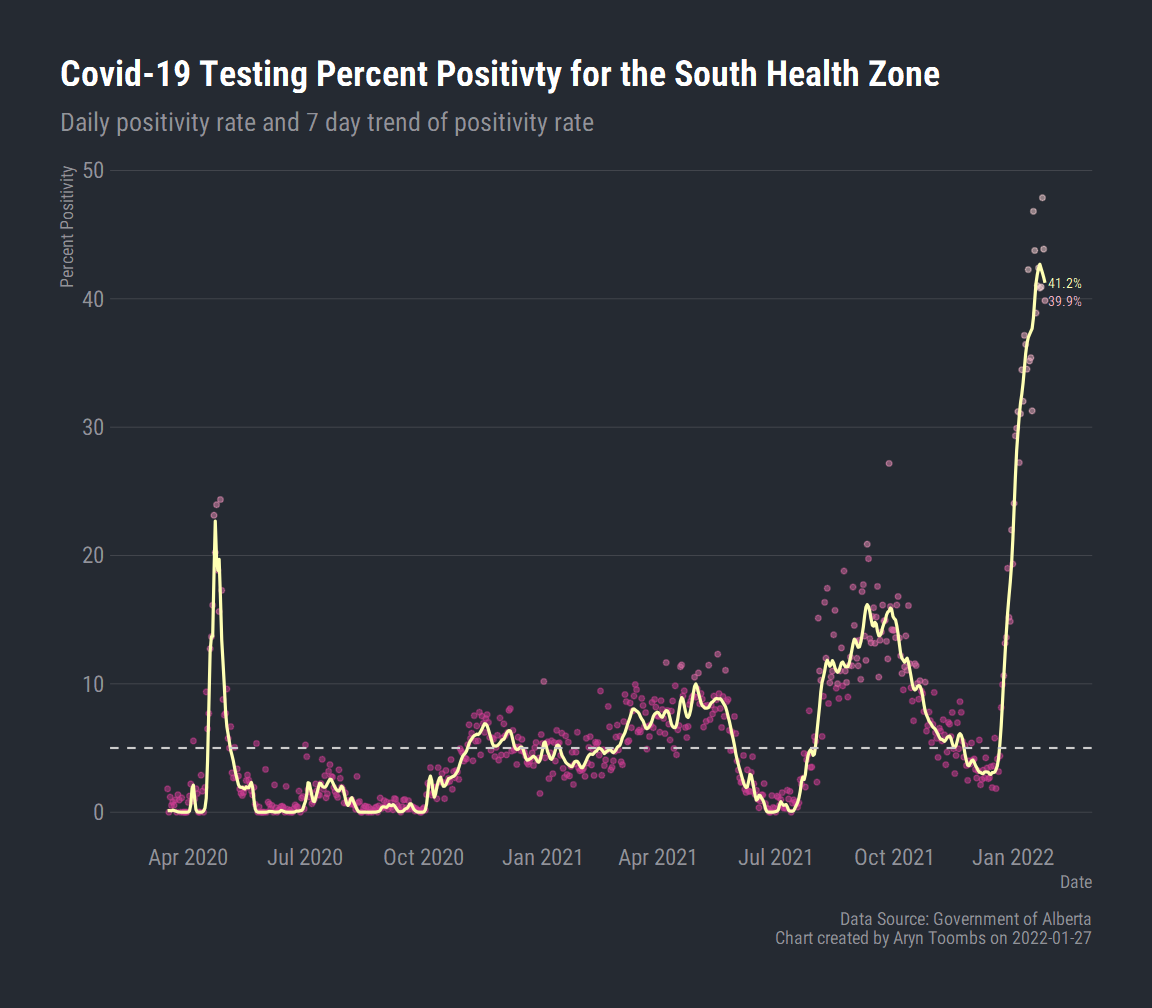 Covid-19 Testing Percent Positivty for the South Health Zone
Daily positivity rate and 7 day trend of positivity rate
Percent Positivity
50
40
30
20
10
0
41.2%
39.9%
Apr 2020 Jul 2020 Oct 2020 Jan 2021 Apr 2021 Jul 2021 Oct 2021 Jan 2022
Date
Data Source: Government of Alberta
Chart created by Aryn Toombs on 2022-01-27